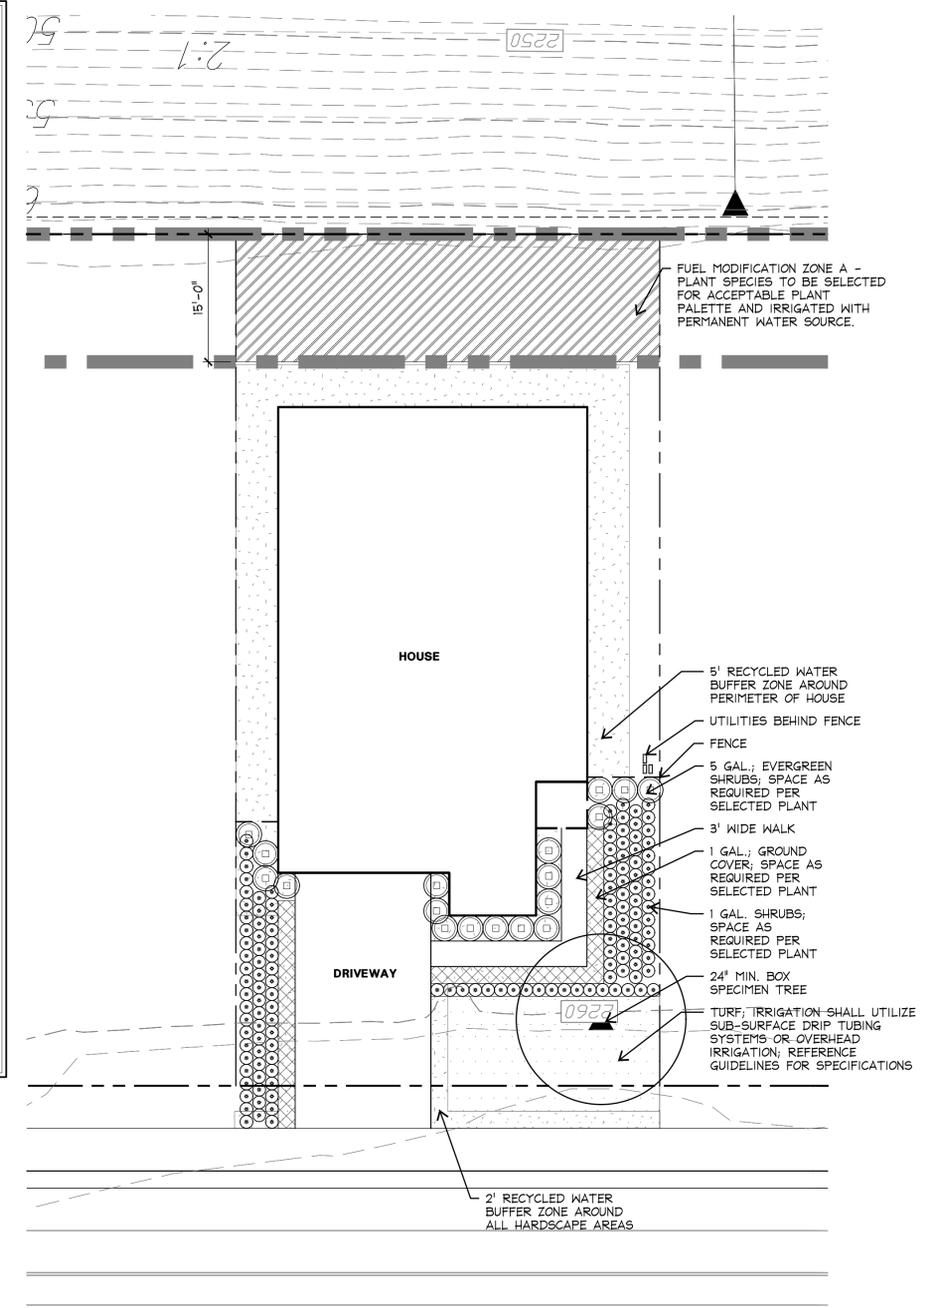 50
2:1
2250
15'-0"
FUEL MODIFICATION ZONE A -
PLANT SPECIES TO BE SELECTED
FOR ACCEPTABLE PLANT
PALETTE AND IRRIGATED WITH
PERMANENT WATER SOURCE.
HOUSE
5' RECYCLED WATER
BUFFER ZONE AROUND
PERIMETER OF HOUSE
UTILITIES BEHIND FENCE
FENCE
5 GAL.; EVERGREEN
SHRUBS; SPACE AS
REQUIRED PER
SELECTED PLANT
3' WIDE WALK
1 GAL.; GROUND
COVER; SPACE AS
REQUIRED PER
SELECTED PLANT
1 GAL. SHRUBS;
SPACE AS
REQUIRED PER
SELECTED PLANT
DRIVEWAY
24" MIN. BOX
SPECIMEN TREE
2260
TURF; IRRIGATION SHALL UTILIZE
SUB-SURFACE DRIP TUBING
SYSTEMS OR OVERHEAD
IRRIGATION; REFERENCE
GUIDELINES FOR SPECIFICATIONS
2' RECYCLED WATER
BUFFER ZONE AROUND
ALL HARDSCAPE AREAS